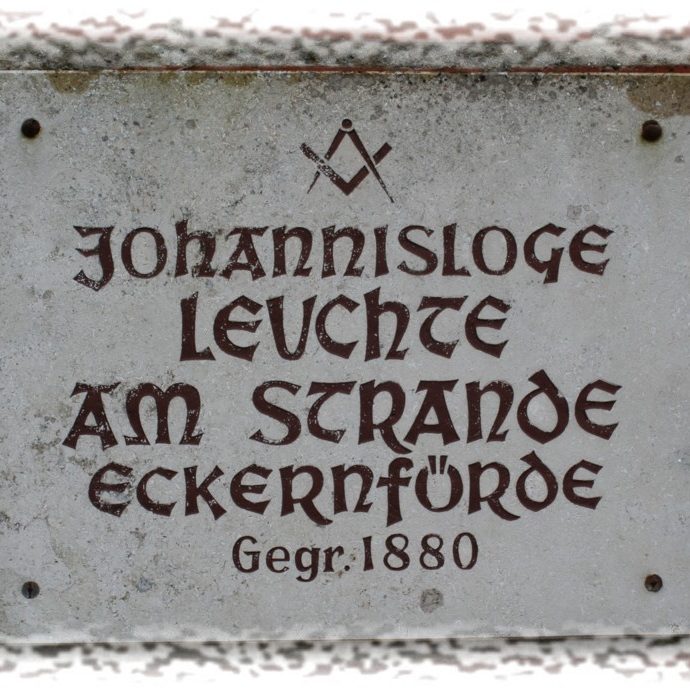 Johannisloge
Leuchte
am Strande
Eckernförde
Gegr. 1880